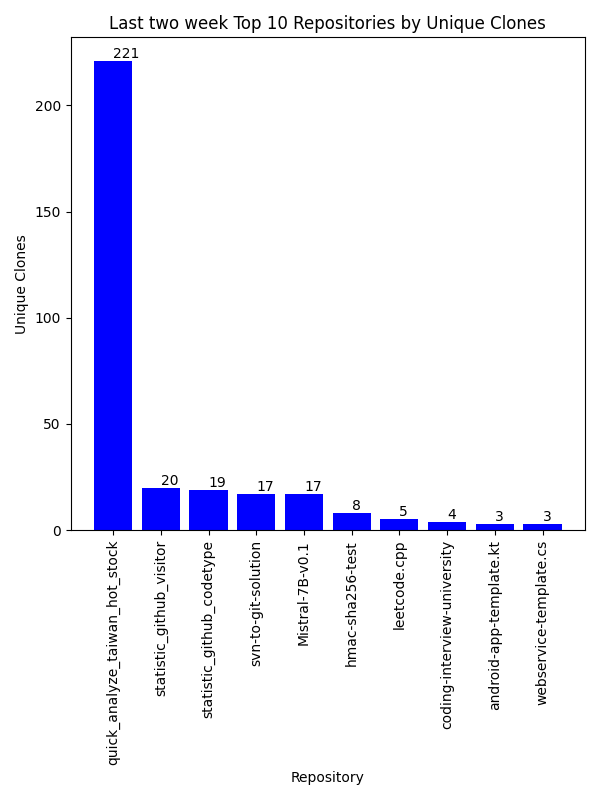 Last two week Top 10 Repositories by Unique Clones
Unique Clones
200
150
100
50
0
221
20
19
17
17
8
5
4
3
3
quick_analyze_taiwan_hot_stock
statistic_github_visitor
statistic_github_codetype
svn-to-git-solution
Mistral-7B-v0.1
hmac-sha256-test
leetcode.cpp
coding-interview-university
android-app-template.kt
webservice-template.cs
Repository